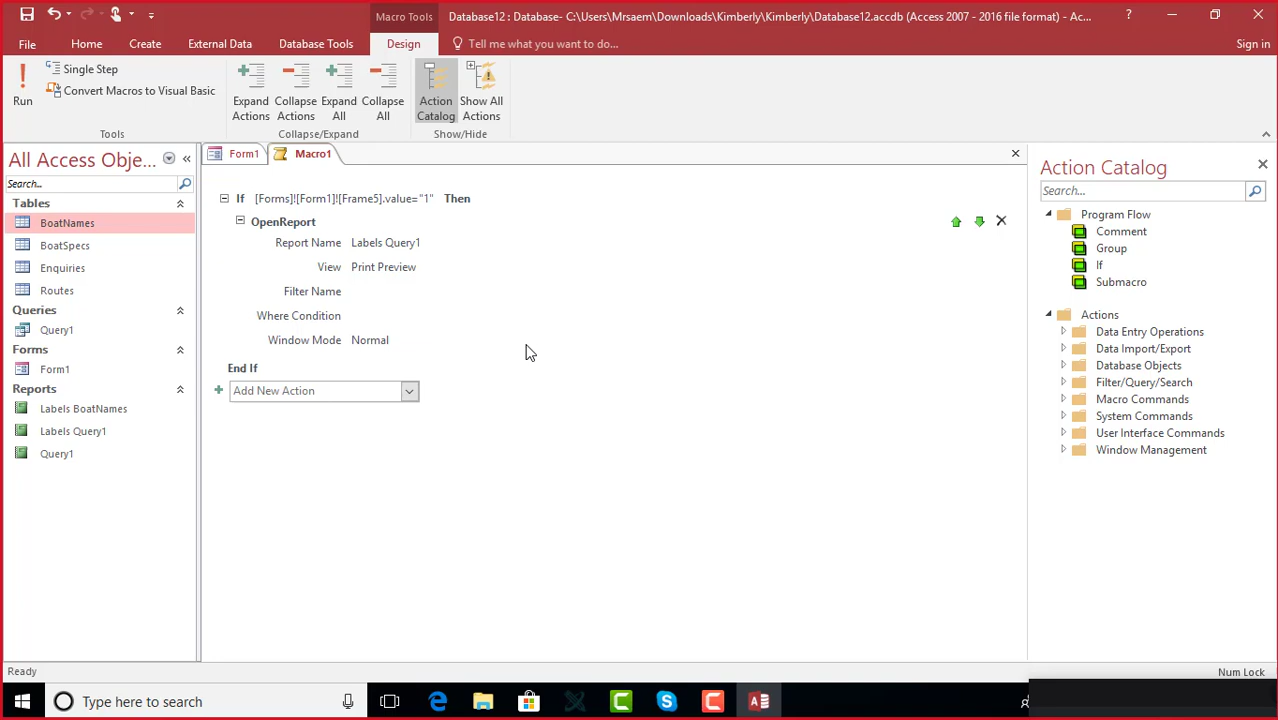 Macro Tools
Database12 : Database- C:\Users\Mrsaem\Downloads\Kimberly\Kimberly\Database12.accdb (Access 2007 - 2016 file format) - Ac...
File Home Create External Data Database Tools Design Tell me what you want to do... Sign in
Run
Single Step
Convert Macros to Visual Basic
Tools
Expand Actions
Collapse Actions
Expand All
Collapse All
Collapse/Expand
Action Catalog
Show All Actions
Show/Hide
All Access Obje...
Search...
Tables
BoatNames
BoatSpecs
Enquiries
Routes
Queries
Query1
Forms
Form1
Reports
Labels BoatNames
Labels Query1
Query1
Form1
Macro1
If [Forms]![Form1]![Frame5].value="1" Then
OpenReport
Report Name Labels Query1
View Print Preview
Filter Name
Where Condition
Window Mode Normal
End If
Add New Action
Action Catalog
Search...
Program Flow
Comment
Group
If
Submacro
Actions
Data Entry Operations
Data Import/Export
Database Objects
Filter/Query/Search
Macro Commands
System Commands
User Interface Commands
Window Management
Ready
Num Lock
Type here to search